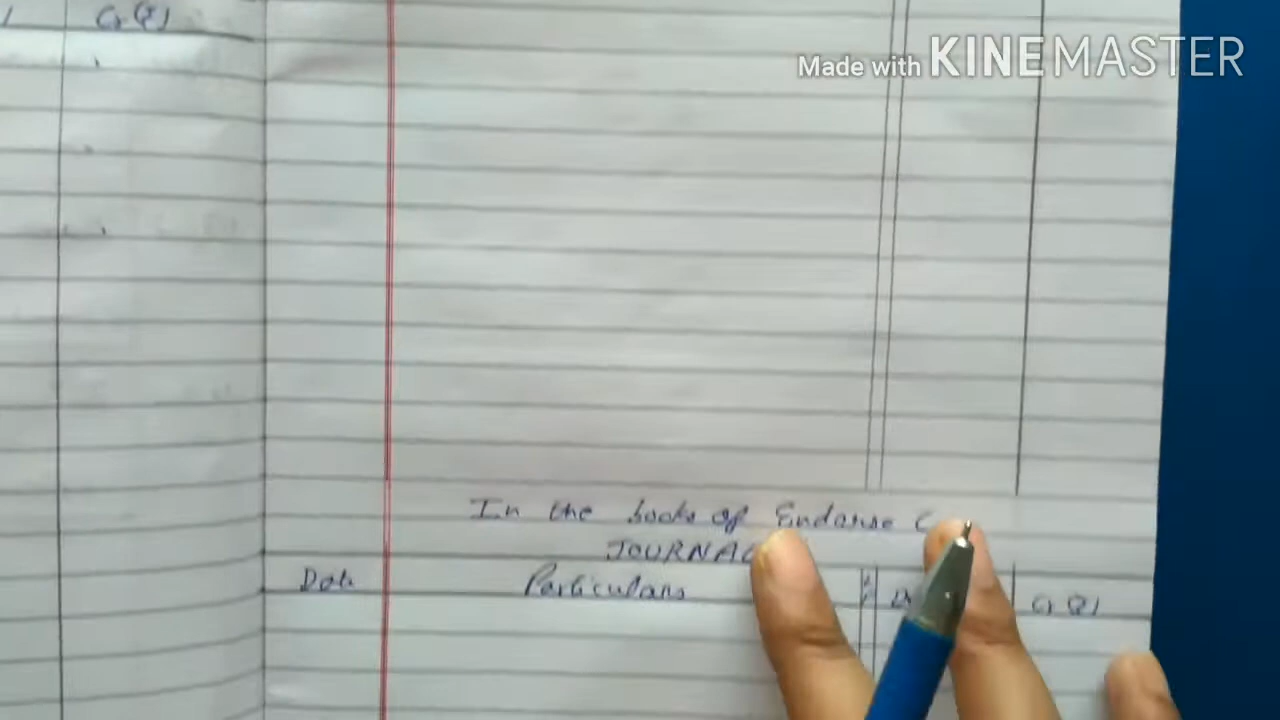 Cr (₹)
Made with KINEMASTER
In the books of Endorse (
JOURNAL
Date Particulars Cr (₹)